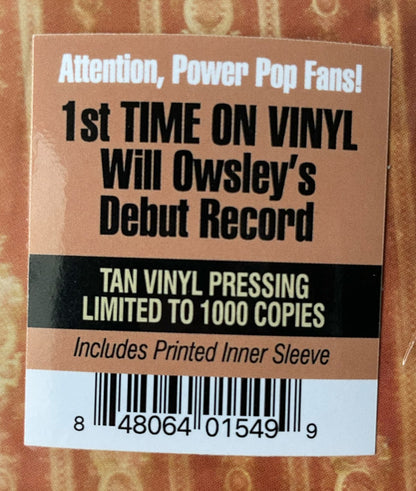 Attention, Power Pop Fans!
1st TIME ON VINYL
Will Owsley's
Debut Record
TAN VINYL PRESSING
LIMITED TO 1000 COPIES
Includes Printed Inner Sleeve
8 48064 01549 9